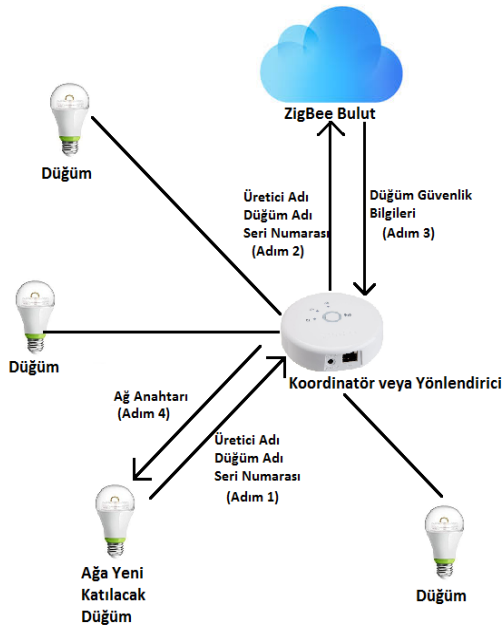 ZigBee Bulut
Düğüm
Üretici Adı
Düğüm Adı
Seri Numarası
(Adım 2)
Düğüm Güvenlik
Bilgileri
(Adım 3)
Düğüm
Koordinatör veya Yönlendirici
Ağ Anahtarı
(Adım 4)
Üretici Adı
Düğüm Adı
Seri Numarası
(Adım 1)
Ağa Yeni
Katılacak
Düğüm
Düğüm